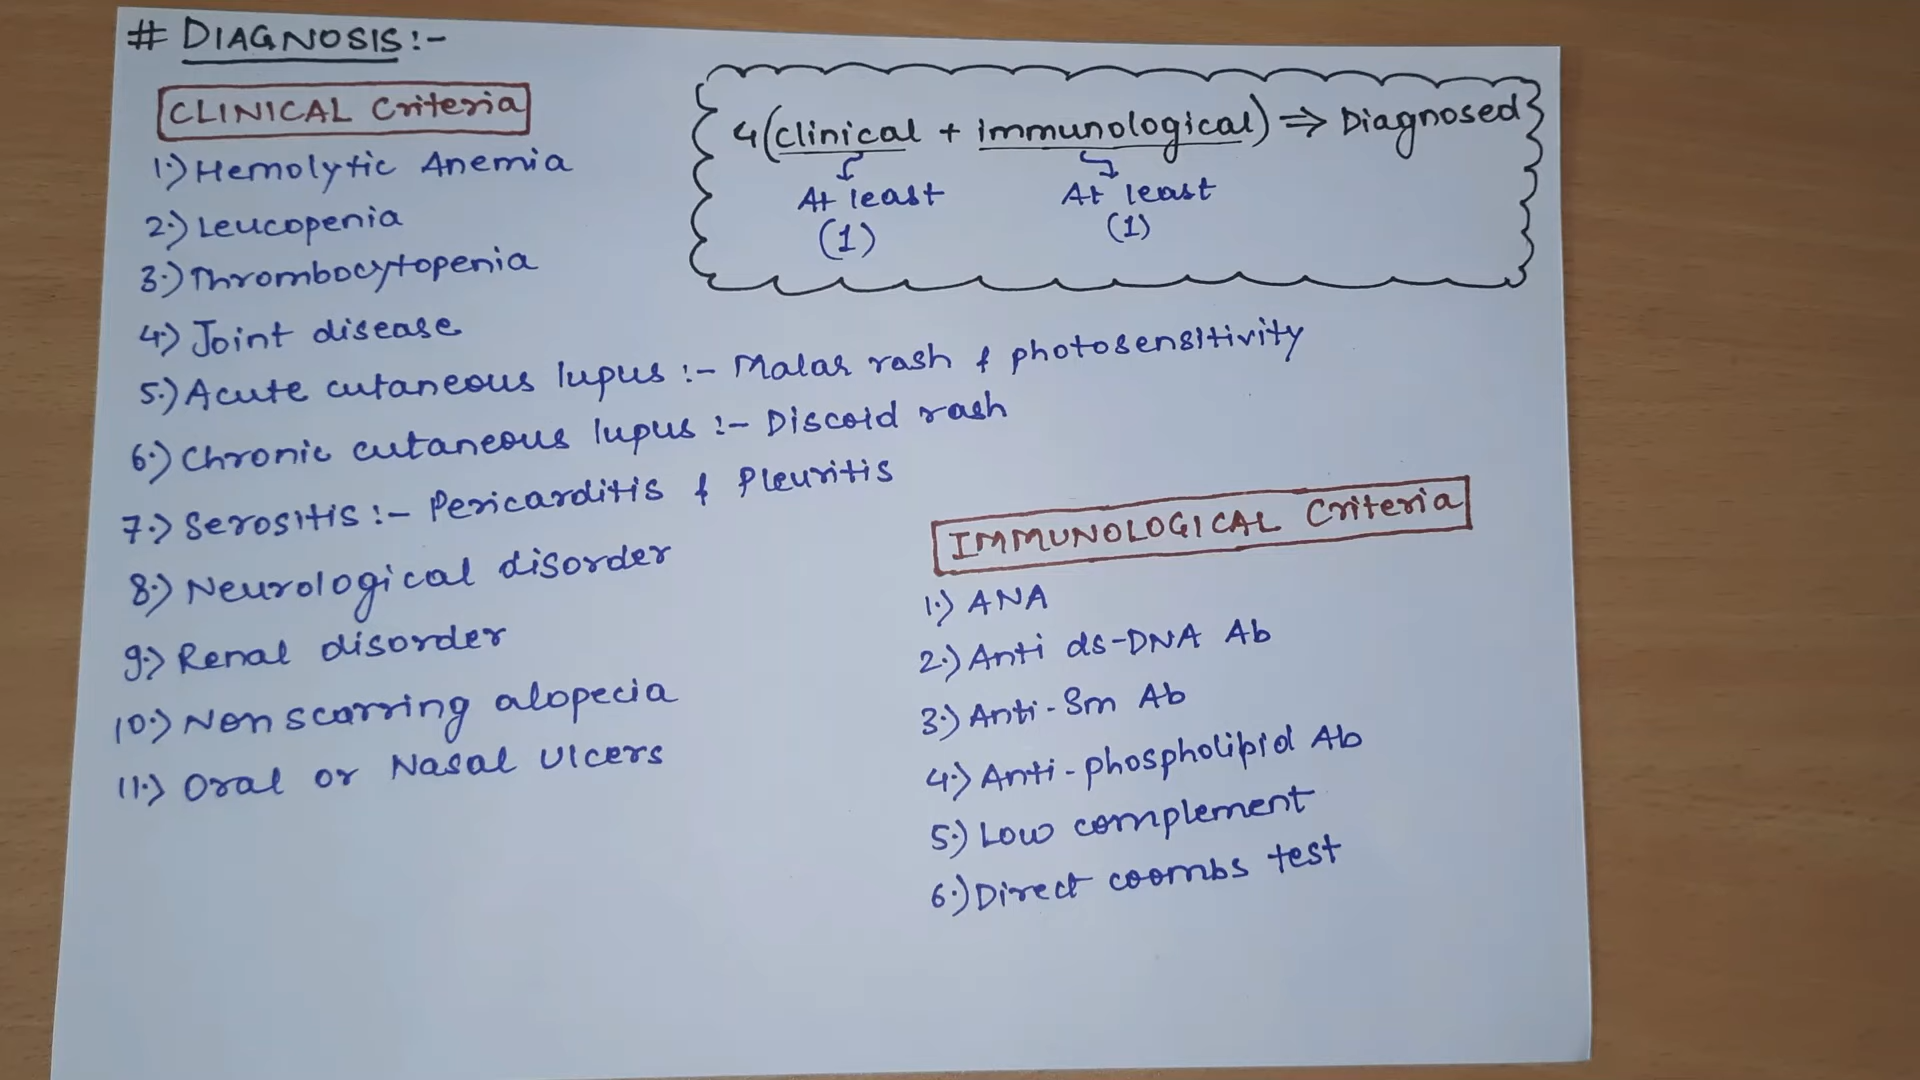 # DIAGNOSIS:-
CLINICAL Criteria
1.) Hemolytic Anemia
2.) Leucopenia
3.) Thrombocytopenia
4.) Joint disease
5.) Acute cutaneous lupus :- Malar rash & photosensitivity
6.) Chronic cutaneous lupus :- Discoid rash
7.) Serositis :- Pericarditis & Pleuritis
8.) Neurological disorder
9.) Renal disorder
10.) Non scarring alopecia
11.) Oral or Nasal Ulcers
4 (clinical + immunological) ⇒ Diagnosed
At least At least
(1) (1)
IMMUNOLOGICAL Criteria
1.) ANA
2.) Anti ds-DNA Ab
3.) Anti-Sm Ab
4.) Anti-phospholipid Ab
5.) Low complement
6.) Direct coombs test